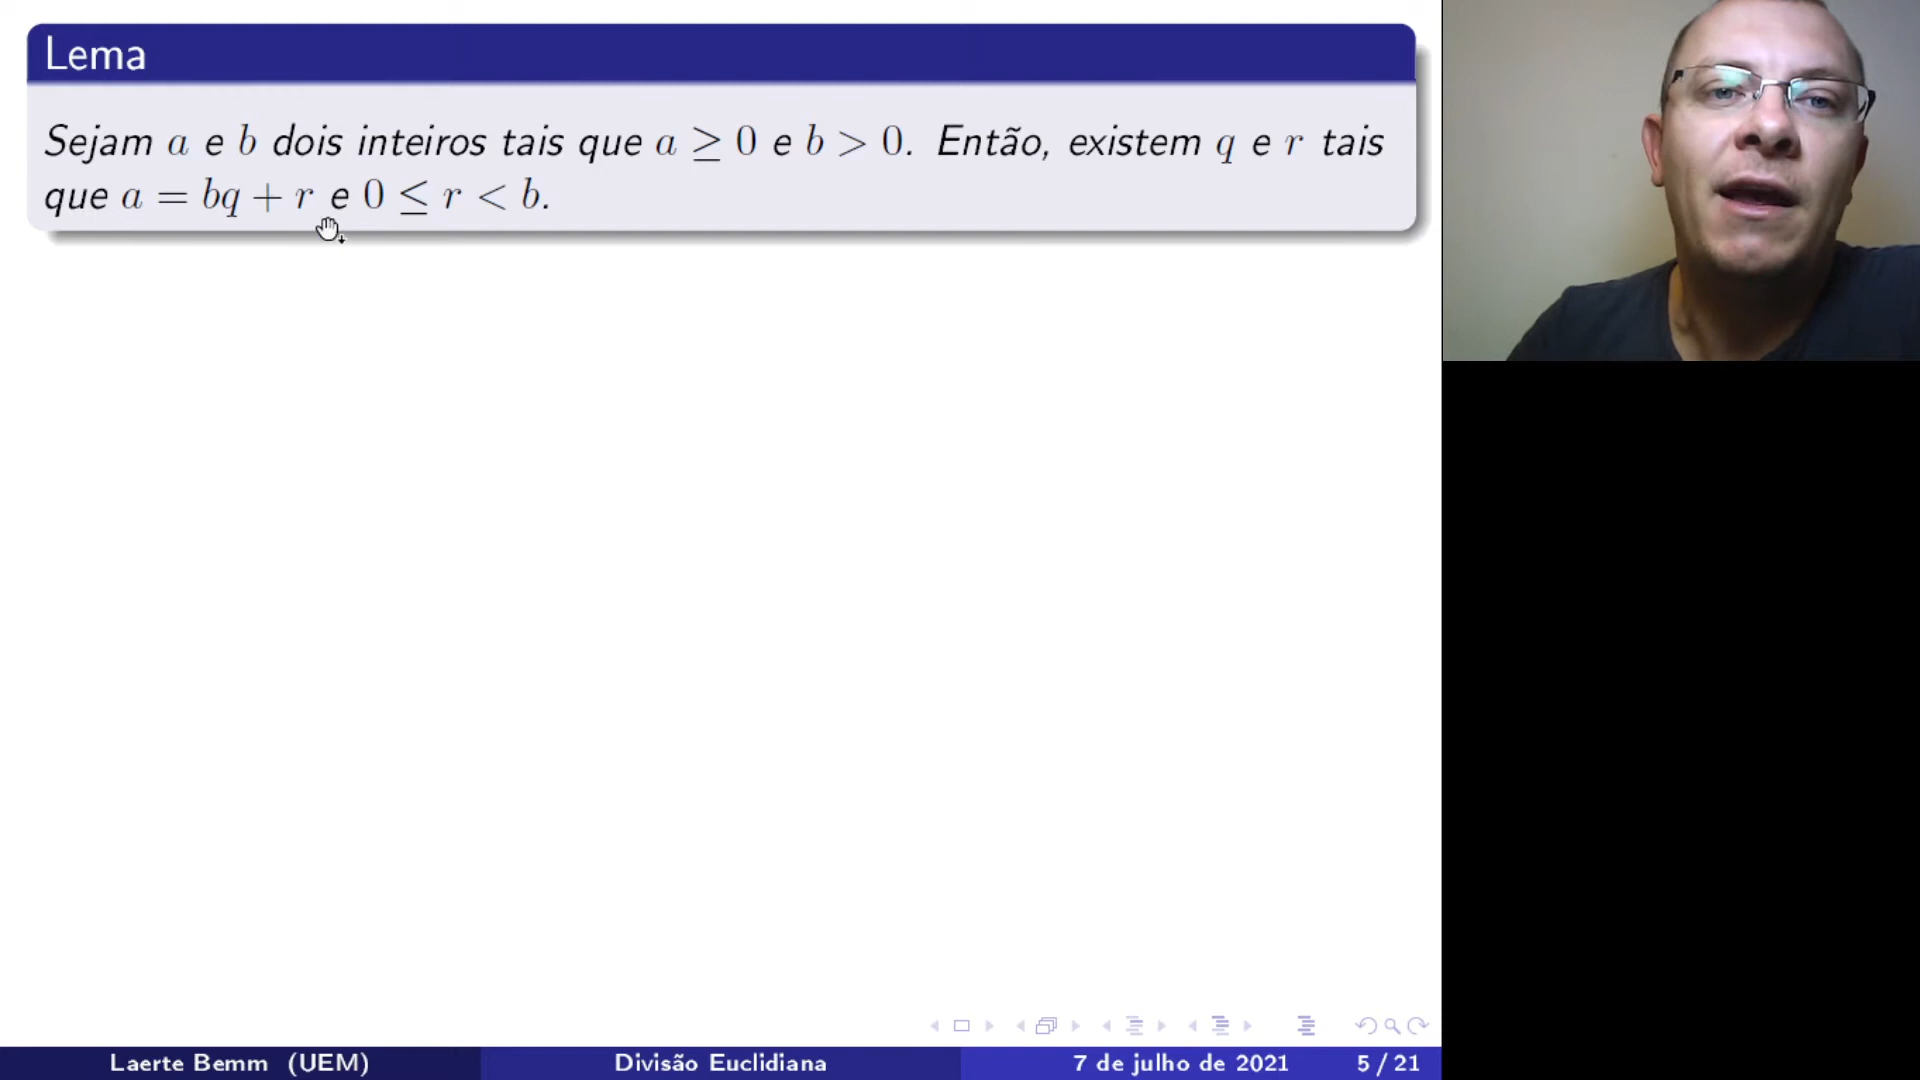 Lema
Sejam a e b dois inteiros tais que a ≥ 0 e b > 0. Então, existem q e r tais
que a = bq + r e 0 ≤ r < b.
Laerte Bemm (UEM) Divisão Euclidiana 7 de julho de 2021 5 / 21